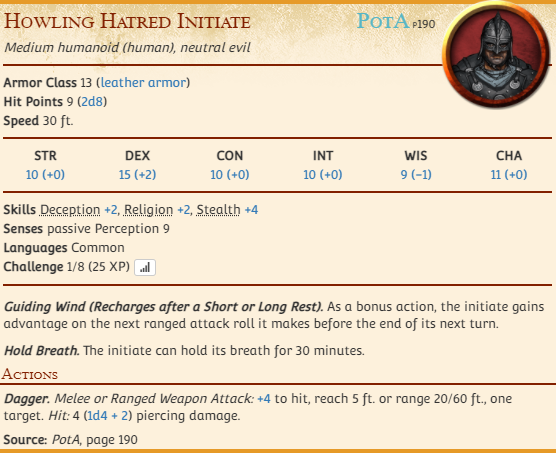 Howling Hatred Initiate PotA p190
Medium humanoid (human), neutral evil
Armor Class 13 (leather armor)
Hit Points 9 (2d8)
Speed 30 ft.
STR DEX CON INT WIS CHA
10 (+0) 15 (+2) 10 (+0) 10 (+0) 9 (−1) 11 (+0)
Skills Deception +2, Religion +2, Stealth +4
Senses passive Perception 9
Languages Common
Challenge 1/8 (25 XP)
Guiding Wind (Recharges after a Short or Long Rest). As a bonus action, the initiate gains
advantage on the next ranged attack roll it makes before the end of its next turn.
Hold Breath. The initiate can hold its breath for 30 minutes.
Actions
Dagger. Melee or Ranged Weapon Attack: +4 to hit, reach 5 ft. or range 20/60 ft., one
target. Hit: 4 (1d4 + 2) piercing damage.
Source: PotA, page 190